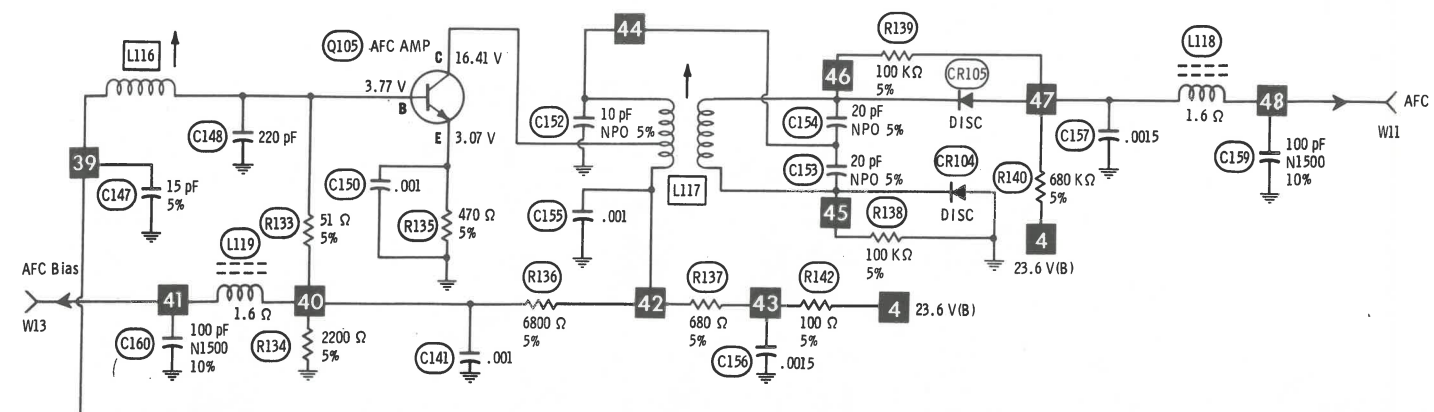 L116
Q105 AFC AMP
C 16.41 V
3.77 V
B
E 3.07 V
44
R139
100 KΩ
5%
46
CR105
DISC
47
L118
1.6 Ω
48
AFC
W11
C148
220 pF
C152
10 pF
NPO 5%
C154
20 pF
NPO 5%
C153
20 pF
NPO 5%
CR104
DISC
C157
.0015
C159
100 pF
N1500
10%
39
C147
15 pF
5%
C150
.001
R135
470 Ω
5%
L117
C155
.001
45
R138
100 KΩ
5%
R140
680 KΩ
5%
4
23.6 V(B)
R133
51 Ω
5%
L119
1.6 Ω
AFC Bias
W13
41
40
R136
6800 Ω
5%
42
R137
680 Ω
5%
43
R142
100 Ω
5%
4
23.6 V(B)
C160
100 pF
N1500
10%
R134
2200 Ω
5%
C141
.001
C156
.0015